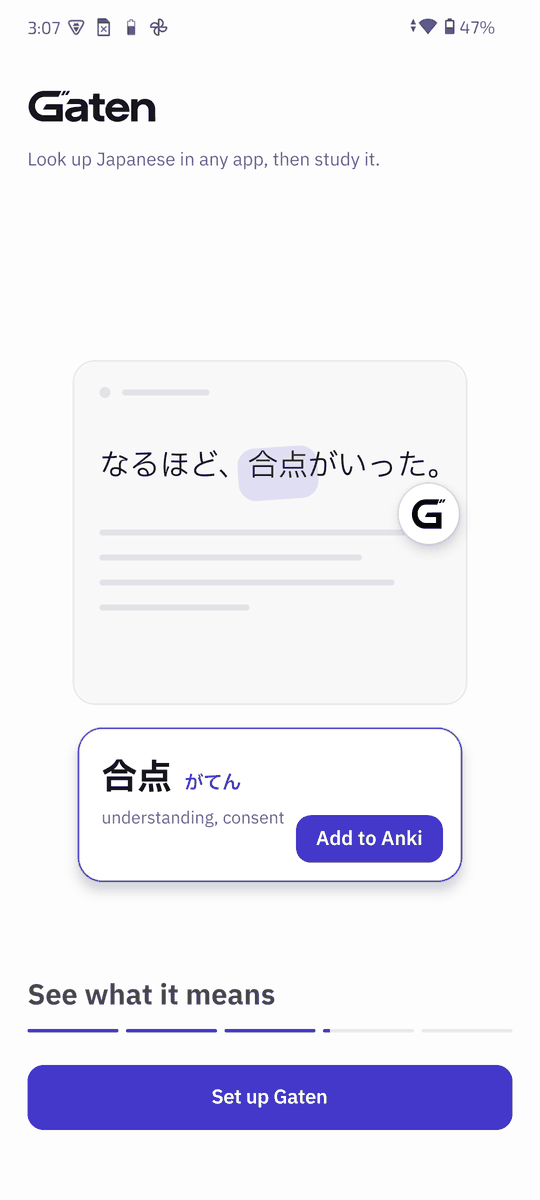 3:07
47%
Gaten
Look up Japanese in any app, then study it.
なるほど、合点がいった。
G
合点 がてん
understanding, consent
Add to Anki
See what it means
Set up Gaten